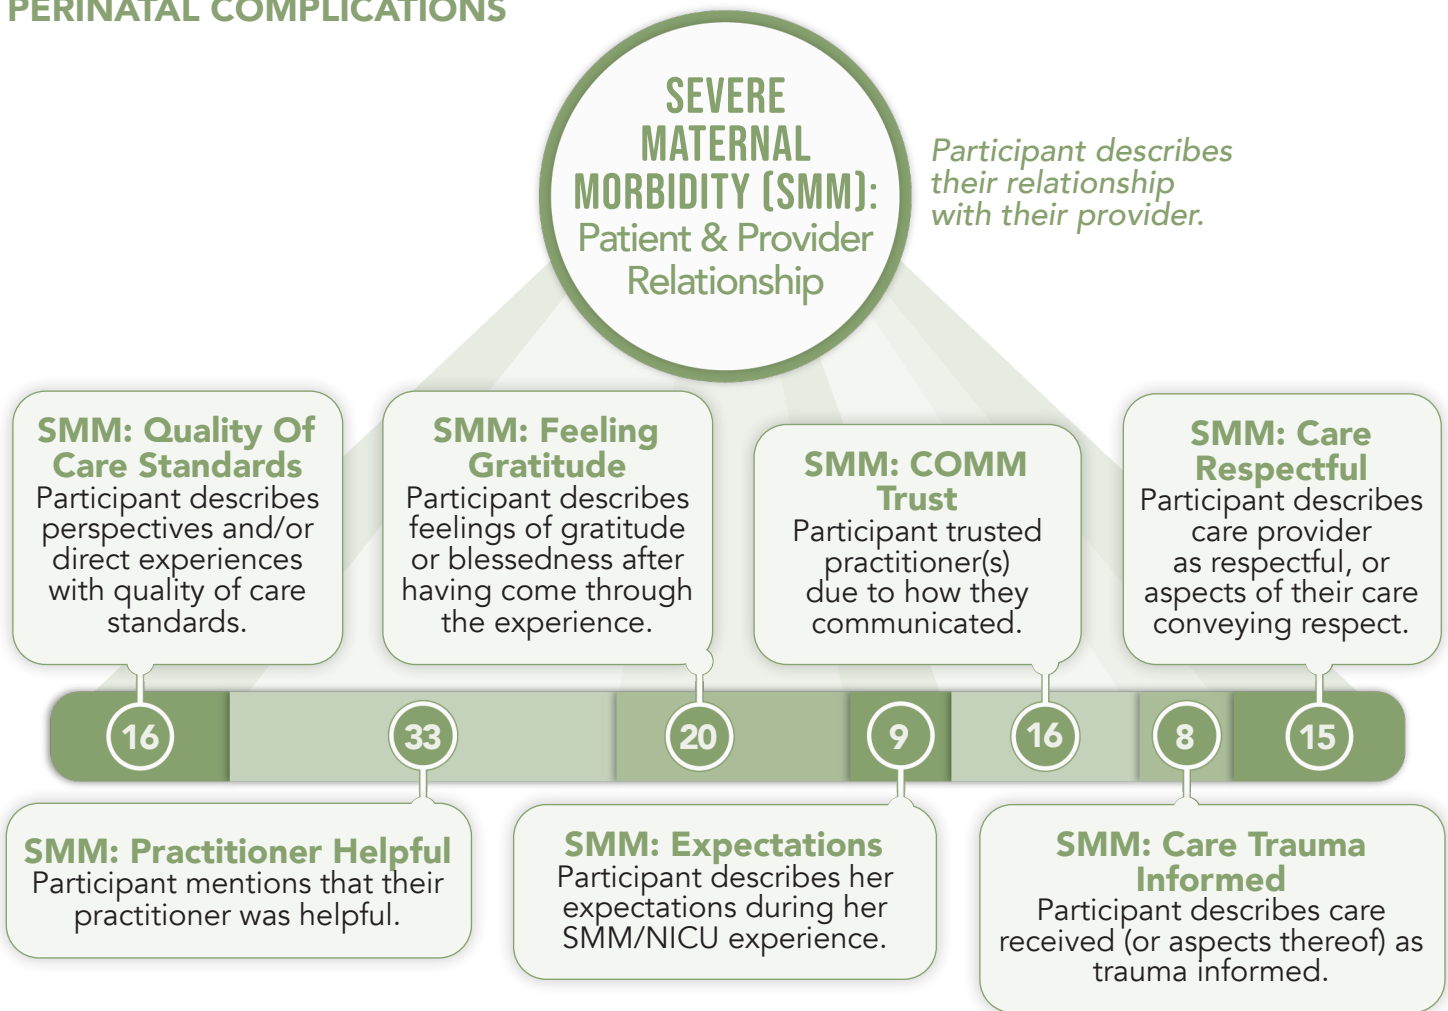 PERINATAL COMPLICATIONS
SEVERE
MATERNAL
MORBIDITY (SMM):
Patient & Provider
Relationship
Participant describes
their relationship
with their provider.
SMM: Quality Of
Care Standards
Participant describes
perspectives and/or
direct experiences
with quality of care
standards.
SMM: Feeling
Gratitude
Participant describes
feelings of gratitude
or blessedness after
having come through
the experience.
SMM: COMM
Trust
Participant trusted
practitioner(s)
due to how they
communicated.
SMM: Care
Respectful
Participant describes
care provider
as respectful, or
aspects of their care
conveying respect.
16
33
20
9
16
8
15
SMM: Practitioner Helpful
Participant mentions that their
practitioner was helpful.
SMM: Expectations
Participant describes her
expectations during her
SMM/NICU experience.
SMM: Care Trauma
Informed
Participant describes care
received (or aspects thereof) as
trauma informed.